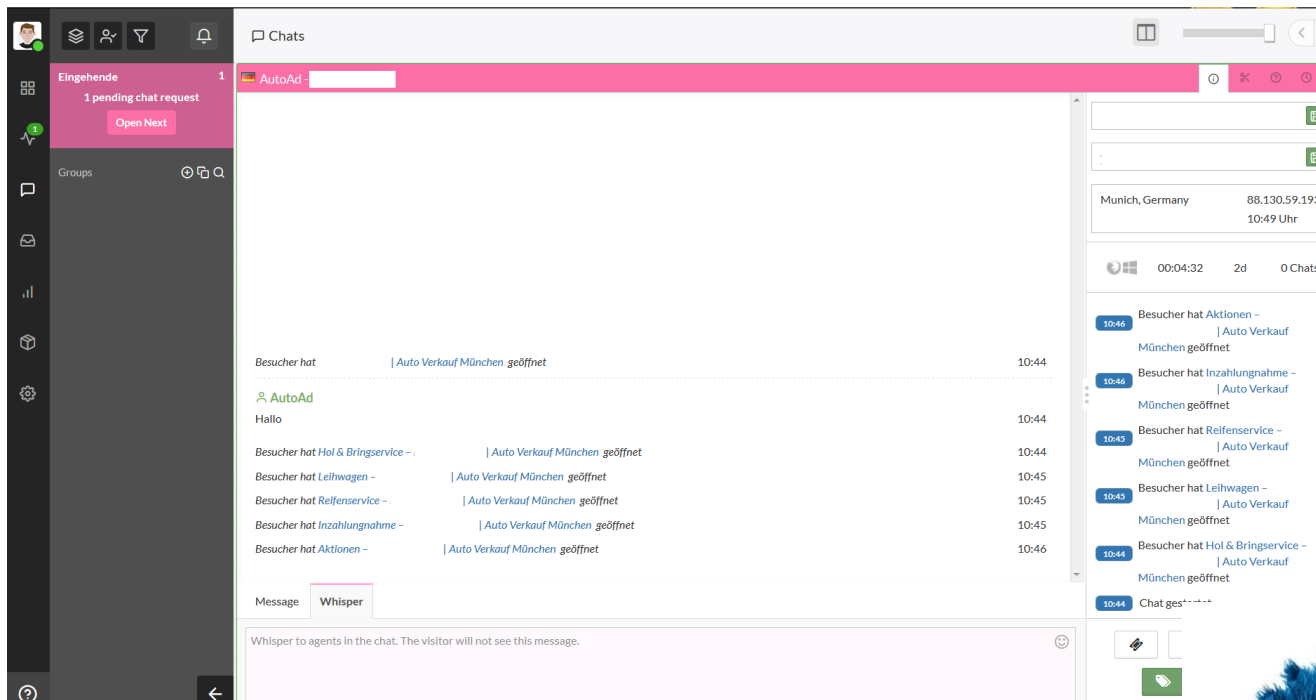 Chats
Eingehende 1
1 pending chat request
Open Next
1
Groups
AutoAd -
Besucher hat | Auto Verkauf München geöffnet 10:44
AutoAd
Hallo 10:44
Besucher hat Hol & Bringservice – | Auto Verkauf München geöffnet 10:44
Besucher hat Leihwagen – | Auto Verkauf München geöffnet 10:45
Besucher hat Reifenservice – | Auto Verkauf München geöffnet 10:45
Besucher hat Inzahlungnahme – | Auto Verkauf München geöffnet 10:45
Besucher hat Aktionen – | Auto Verkauf München geöffnet 10:46
Message Whisper
Whisper to agents in the chat. The visitor will not see this message.
Munich, Germany 88.130.59.193
10:49 Uhr
00:04:32 2d 0 Chats
10:46 Besucher hat Aktionen –
| Auto Verkauf
München geöffnet
10:46 Besucher hat Inzahlungnahme –
| Auto Verkauf
München geöffnet
10:45 Besucher hat Reifenservice –
| Auto Verkauf
München geöffnet
10:45 Besucher hat Leihwagen –
| Auto Verkauf
München geöffnet
10:44 Besucher hat Hol & Bringservice –
| Auto Verkauf
München geöffnet
10:44 Chat